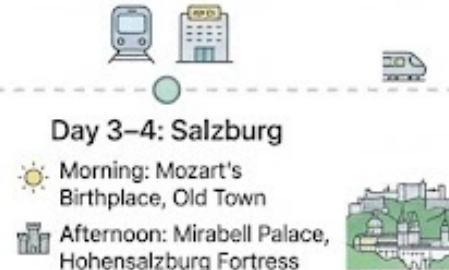 Day 3–4: Salzburg
Morning: Mozart's
Birthplace, Old Town
Afternoon: Mirabell Palace,
Hohensalzburg Fortress